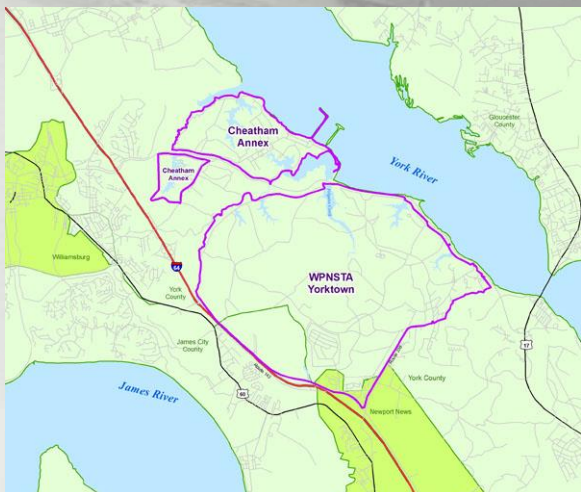 Cheatham
Annex
Cheatham
Annex
Gloucester
County
York River
Williamsburg
64
WPNSTA
Yorktown
York
County
James City
County
17
York County
James River
60
Newport News